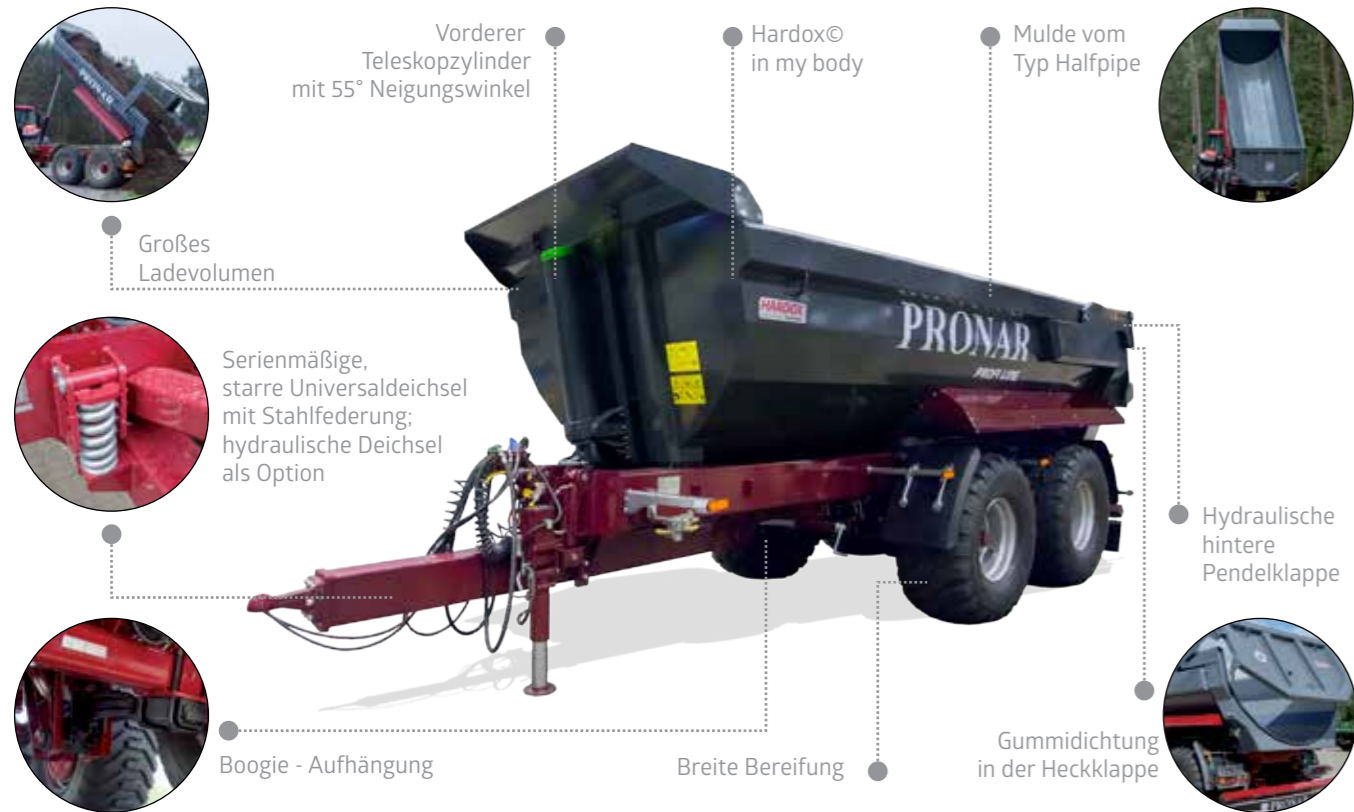 Vorderer
Teleskopzylinder
mit 55° Neigungswinkel
Hardox©
in my body
Mulde vom
Typ Halfpipe
PRONAR
Großes
Ladevolumen
HARDOX
PRONAR
PROFI LINE
Serienmäßige,
starre Universaldeichsel
mit Stahlfederung;
hydraulische Deichsel
als Option
Hydraulische
hintere
Pendelklappe
Boogie - Aufhängung
Breite Bereifung
Gummidichtung
in der Heckklappe